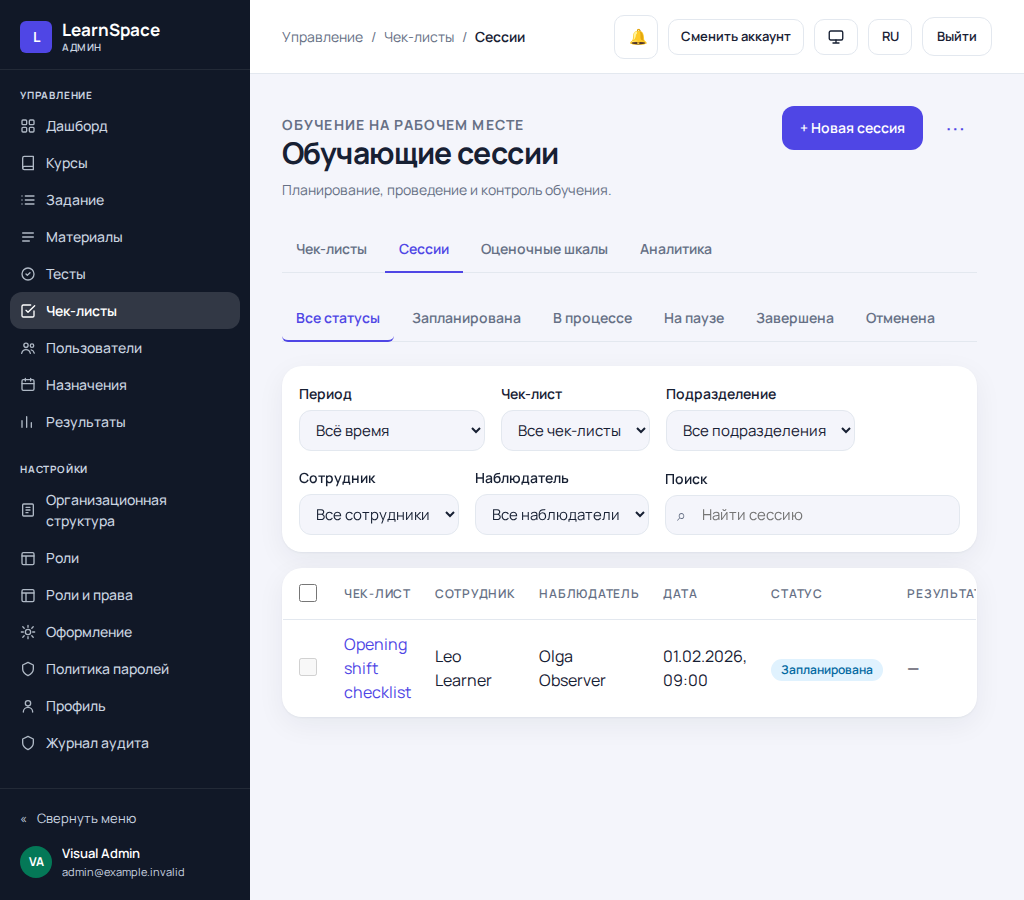 L LearnSpace
АДМИН
УПРАВЛЕНИЕ
Дашборд
Курсы
Задание
Материалы
Тесты
Чек-листы
Пользователи
Назначения
Результаты
НАСТРОЙКИ
Организационная
структура
Роли
Роли и права
Оформление
Политика паролей
Профиль
Журнал аудита
« Свернуть меню
VA Visual Admin
admin@example.invalid
Управление / Чек-листы / Сессии
Сменить аккаунт RU Выйти
ОБУЧЕНИЕ НА РАБОЧЕМ МЕСТЕ
Обучающие сессии
Планирование, проведение и контроль обучения.
+ Новая сессия ...
Чек-листы Сессии Оценочные шкалы Аналитика
Все статусы Запланирована В процессе На паузе Завершена Отменена
Период Чек-лист Подразделение
Всё время Все чек-листы Все подразделения
Сотрудник Наблюдатель Поиск
Все сотрудники Все наблюдатели Найти сессию
ЧЕК-ЛИСТ СОТРУДНИК НАБЛЮДАТЕЛЬ ДАТА СТАТУС РЕЗУЛЬТАТ
Opening
shift
checklist
Leo
Learner
Olga
Observer
01.02.2026,
09:00
Запланирована
—